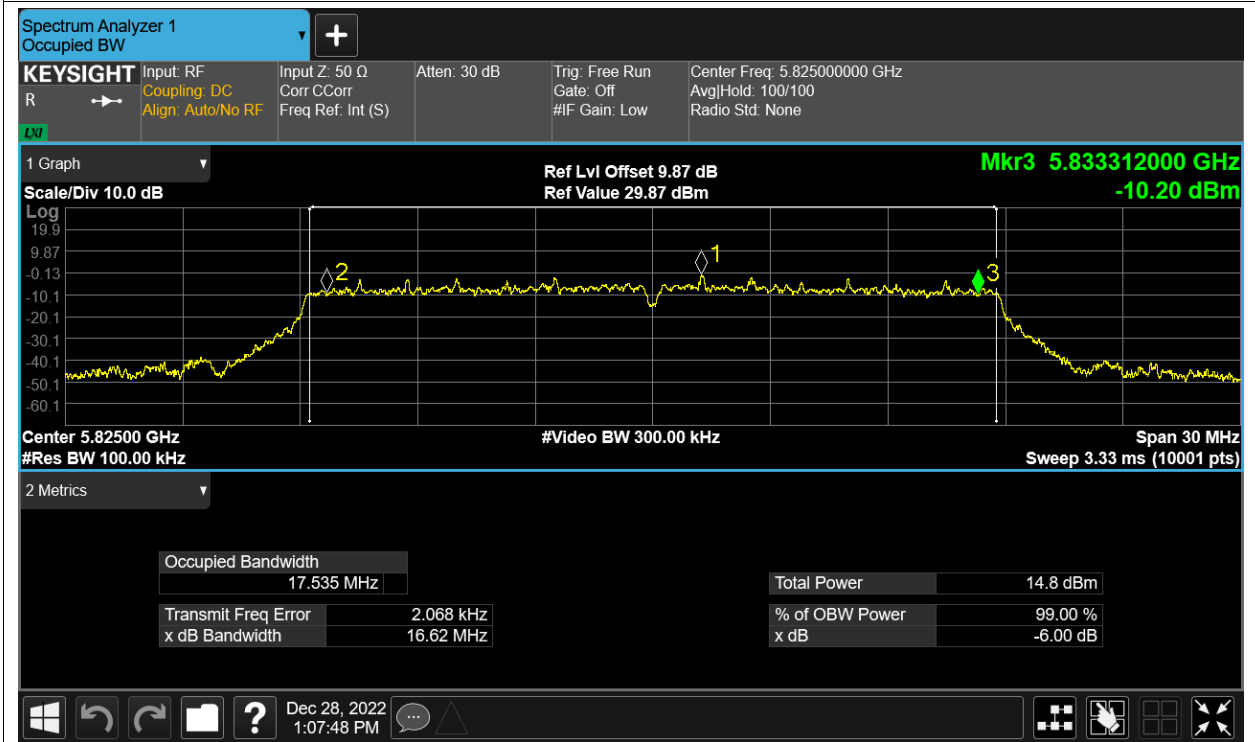 Spectrum Analyzer 1
Occupied BW
KEYSIGHT
R
LXI
Input: RF
Coupling: DC
Align: Auto/No RF
Input Z: 50 Ω
Corr CCorr
Freq Ref: Int (S)
Atten: 30 dB
Trig: Free Run
Gate: Off
#IF Gain: Low
Center Freq: 5.825000000 GHz
Avg|Hold: 100/100
Radio Std: None
1 Graph
Scale/Div 10.0 dB
Ref Lvl Offset 9.87 dB
Ref Value 29.87 dBm
Mkr3 5.833312000 GHz
-10.20 dBm
Log
19.9
9.87
-0.13
-10.1
-20.1
-30.1
-40.1
-50.1
-60.1
2
1
3
Center 5.82500 GHz
#Video BW 300.00 kHz
Span 30 MHz
#Res BW 100.00 kHz
Sweep 3.33 ms (10001 pts)
2 Metrics
Occupied Bandwidth
17.535 MHz
Total Power 14.8 dBm
Transmit Freq Error 2.068 kHz
% of OBW Power 99.00 %
x dB Bandwidth 16.62 MHz
x dB -6.00 dB
?
Dec 28, 2022
1:07:48 PM